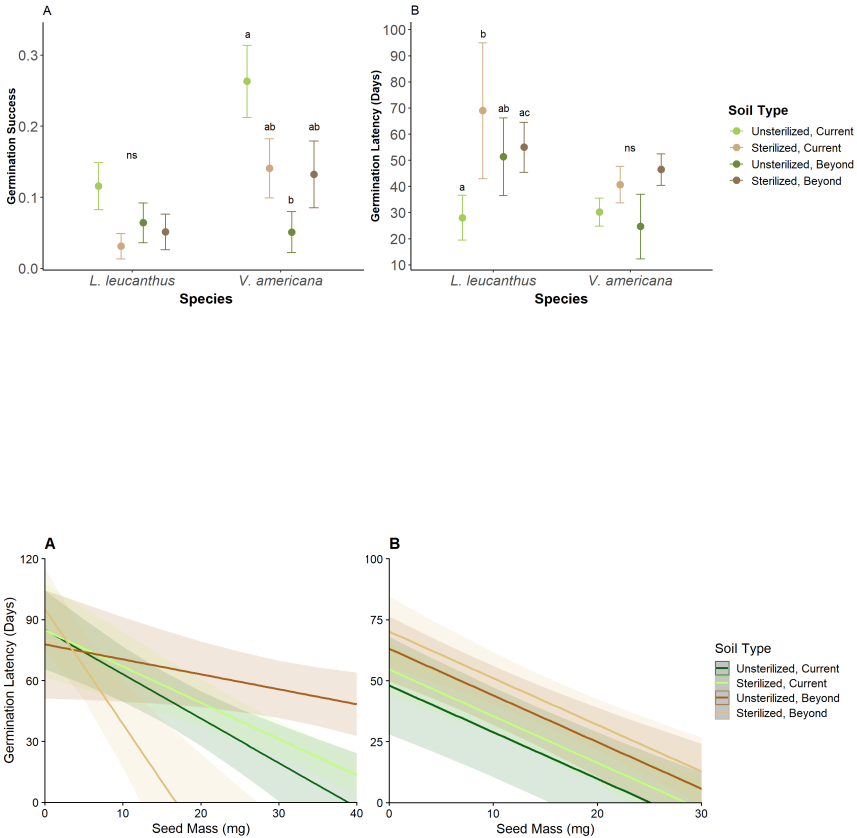 A
Germination Success
0.3
0.2
0.1
0.0
a
ns
ab
ab
b
L. leucanthus
V. americana
Species
B
Germination Latency (Days)
100
90
80
70
60
50
40
30
20
10
b
ab
ac
a
ns
L. leucanthus
V. americana
Species
Soil Type
Unsterilized, Current
Sterilized, Current
Unsterilized, Beyond
Sterilized, Beyond
A
Germination Latency (Days)
120
90
60
30
0
0 10 20 30 40
Seed Mass (mg)
B
100
75
50
25
0
0 10 20 30
Seed Mass (mg)
Soil Type
Unsterilized, Current
Sterilized, Current
Unsterilized, Beyond
Sterilized, Beyond